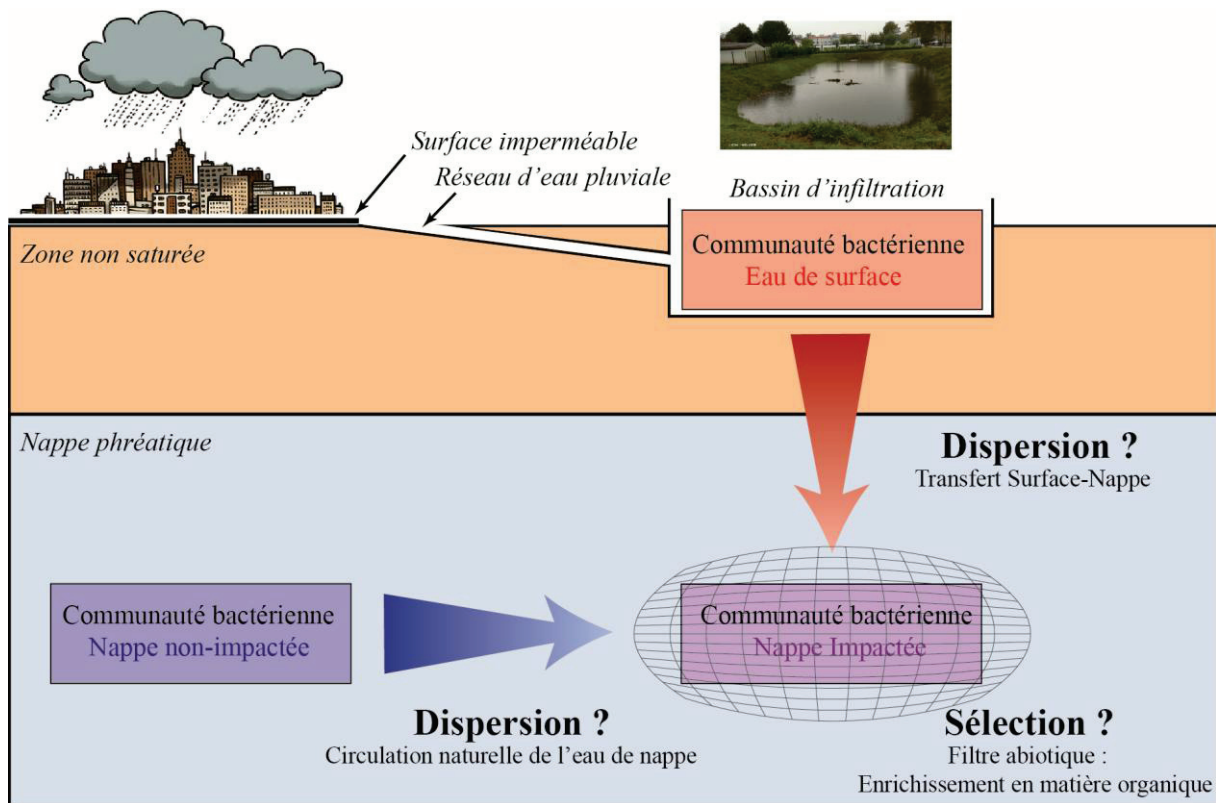 Surface imperméable
Réseau d'eau pluviale
Bassin d'infiltration
Zone non saturée
Communauté bactérienne
Eau de surface
Nappe phréatique
Dispersion ?
Transfert Surface-Nappe
Communauté bactérienne
Nappe non-impactée
Communauté bactérienne
Nappe Impactée
Dispersion ?
Circulation naturelle de l'eau de nappe
Sélection ?
Filtre abiotique :
Enrichissement en matière organique